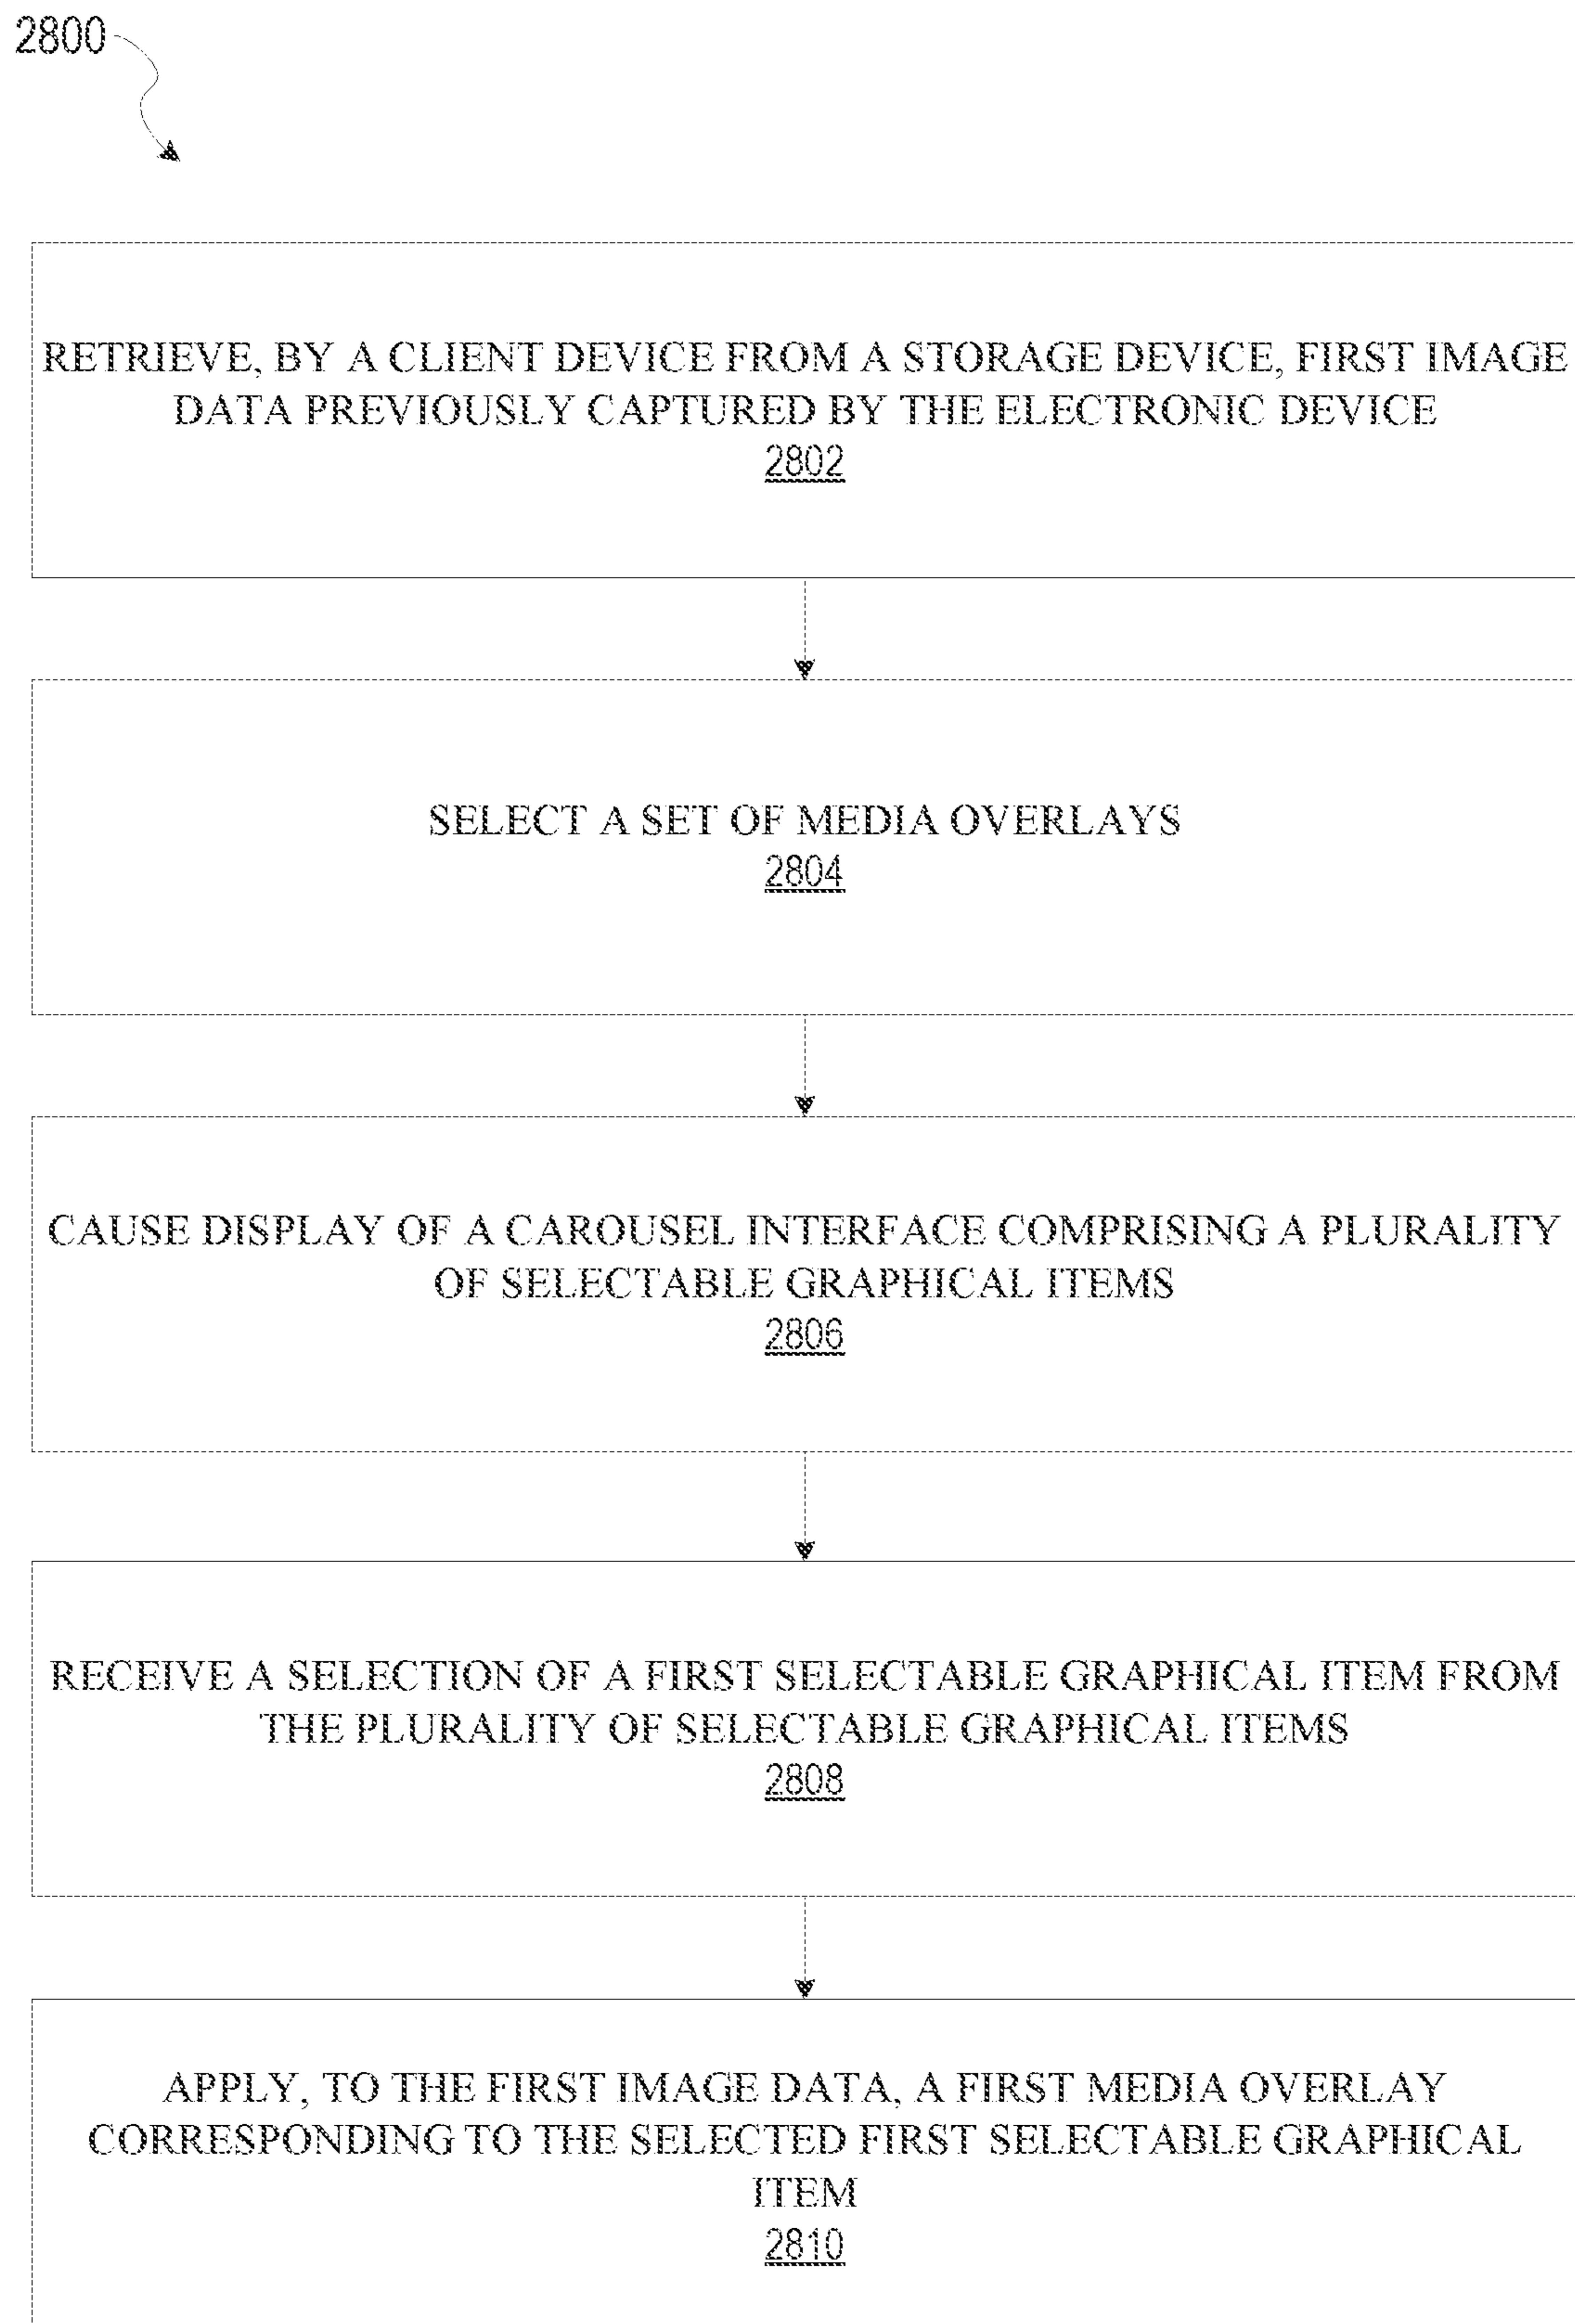 2800
RETRIEVE, BY A CLIENT DEVICE FROM A STORAGE DEVICE, FIRST IMAGE
DATA PREVIOUSLY CAPTURED BY THE ELECTRONIC DEVICE
2802
SELECT A SET OF MEDIA OVERLAYS
2804
CAUSE DISPLAY OF A CAROUSEL INTERFACE COMPRISING A PLURALITY
OF SELECTABLE GRAPHICAL ITEMS
2806
RECEIVE A SELECTION OF A FIRST SELECTABLE GRAPHICAL ITEM FROM
THE PLURALITY OF SELECTABLE GRAPHICAL ITEMS
2808
APPLY, TO THE FIRST IMAGE DATA, A FIRST MEDIA OVERLAY
CORRESPONDING TO THE SELECTED FIRST SELECTABLE GRAPHICAL
ITEM
2810